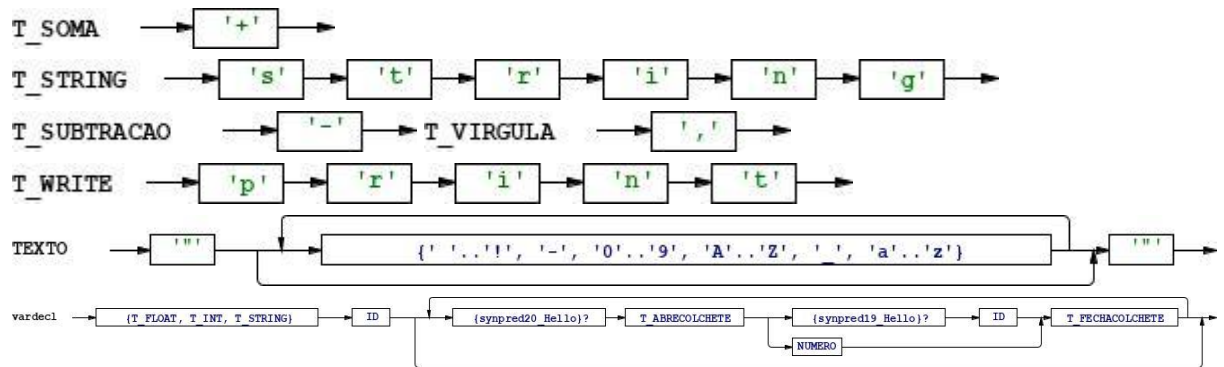 T_SOMA '+'
T_STRING 's' 't' 'r' 'i' 'n' 'g'
T_SUBTRACAO '-' T_VIRGULA ','
T_WRITE 'p' 'r' 'i' 'n' 't'
TEXTO '"' {' '..'!', '-', '0'..'9', 'A'..'Z', '_', 'a'..'z'} '"'
vardecl {T_FLOAT, T_INT, T_STRING} ID {synpred20_Hello}? T_ABRECOLCHETE {synpred19_Hello}? ID T_FECHACOLCHETE
NUMERO